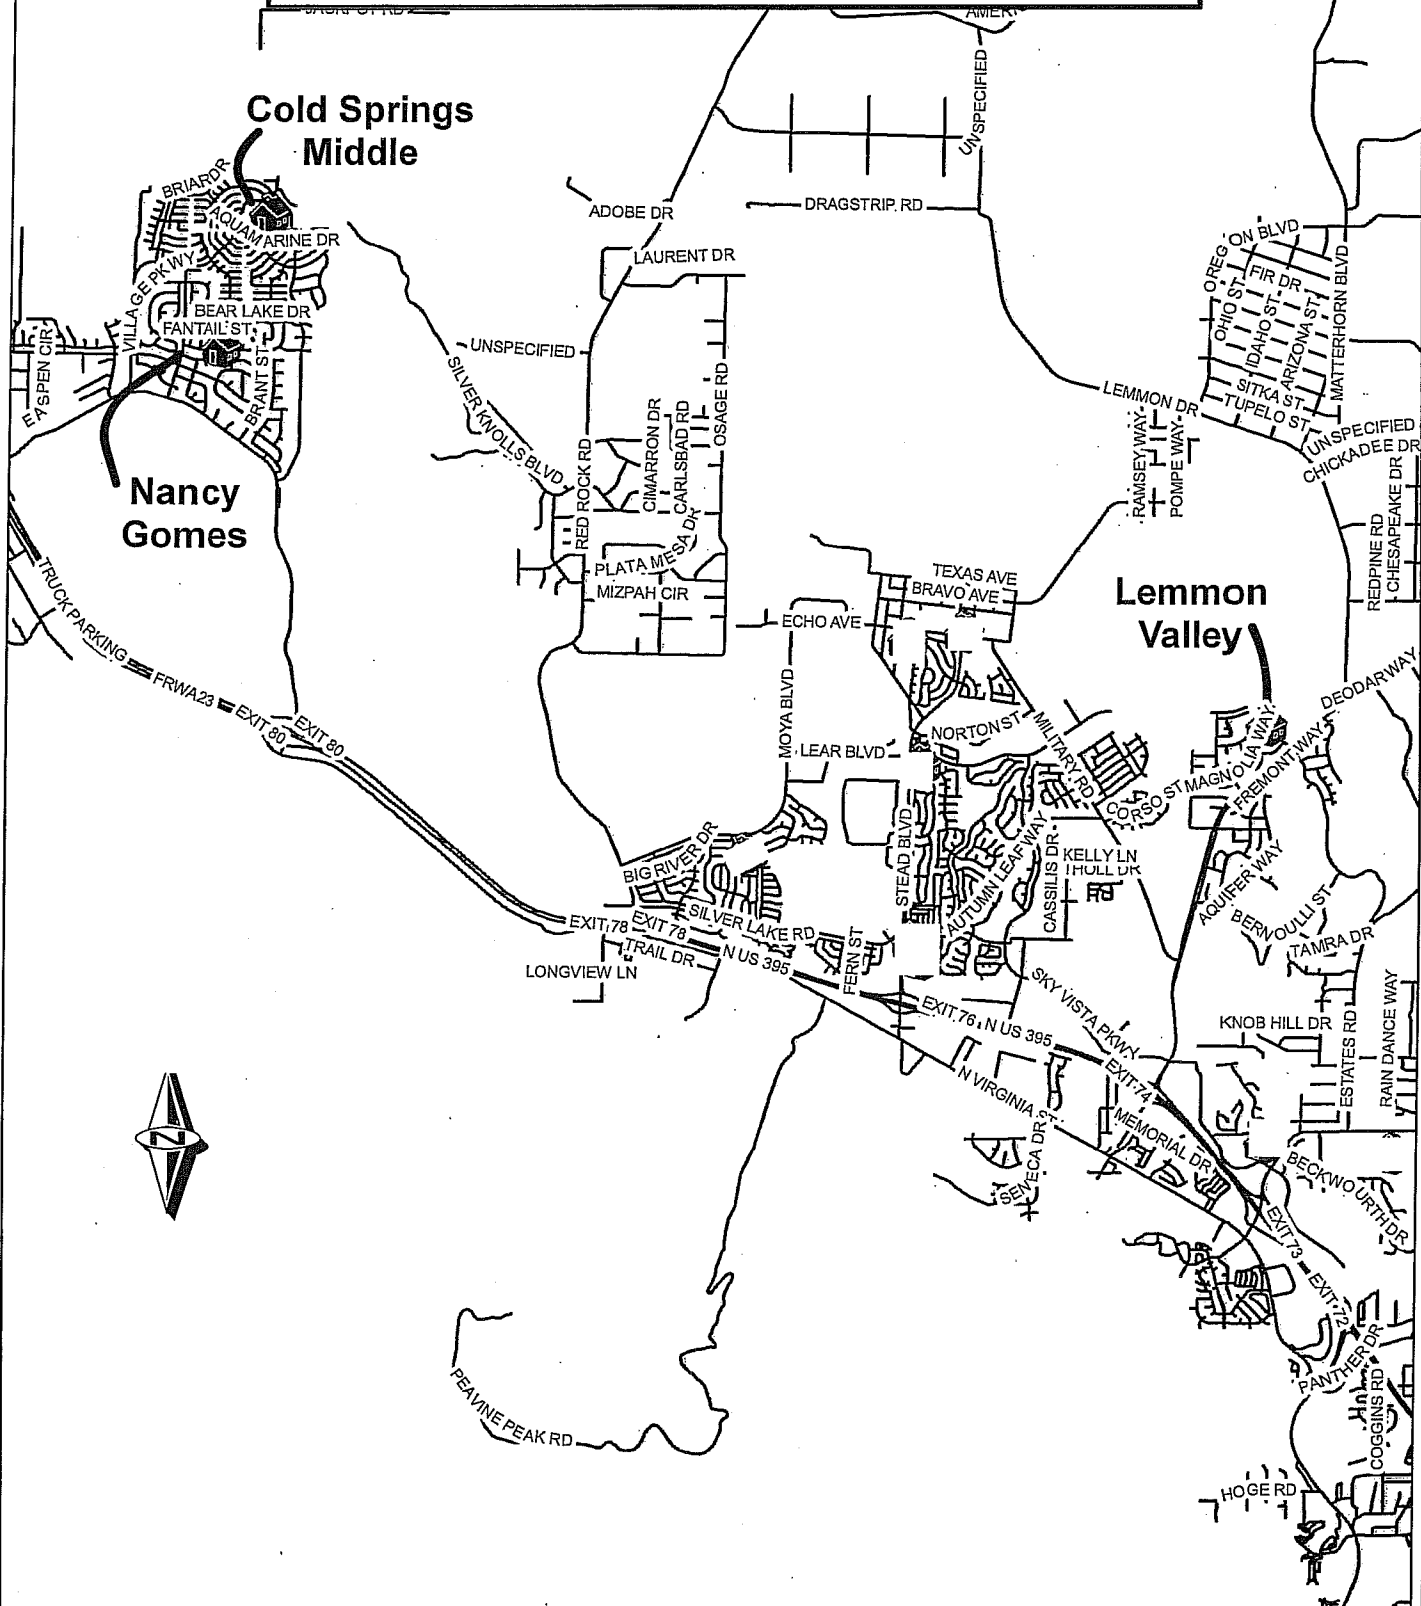 Cold Springs
Middle
UNSPECIFIED
BRIAR DR
AQUAMARINE DR
ADOBE DR
DRAGSTRIP RD
LAURENT DR
OREGON BLVD
FIR DR
VILLAGE PKWY
BEAR LAKE DR
FANTAIL ST
OHIO ST
IDAHO ST
ARIZONA ST
MATTERHORN BLVD
EASPEN CIR
BRANT ST
UNSPECIFIED
SILVER KNOLLS BLVD
OSAGE RD
LEMMON DR
SITKA ST
TUPELO ST
UNSPECIFIED
CHICKADEE DR
Nancy
Gomes
RED ROCK RD
CIMARRON DR
CARLSBAD RD
RAMSEY WAY
POMPE WAY
REDPINE RD
CHESAPEAKE DR
PLATA MESA DR
MIZPAH CIR
TEXAS AVE
BRAVO AVE
ECHO AVE
Lemmon
Valley
TRUCK PARKING
FRWA23
EXIT 80
EXIT 80
MOYA BLVD
LEAR BLVD
NORTON ST
MILITARY RD
DEODAR WAY
CORSO ST
MAGNOLIA WAY
FREMONT WAY
BIG RIVER DR
STEAD BLVD
AUTUMN LEAF WAY
CASSILIS DR
KELLY LN
THOLL DR
AQUIFER WAY
BERNOULLI ST
TAMRA DR
EXIT 78
EXIT 78
SILVER LAKE RD
TRAIL DR
N US 395
FERN ST
LONGVIEW LN
SKY VISTA PKWY
EXIT 76
N US 395
KNOB HILL DR
ESTATES RD
RAIN DANCE WAY
N VIRGINIA ST
EXIT 74
MEMORIAL DR
SENECA DR
BECKWOURTH DR
N
EXIT 73
EXIT 72
PANTHER DR
COGGINS RD
PEAVINE PEAK RD
HOGE RD